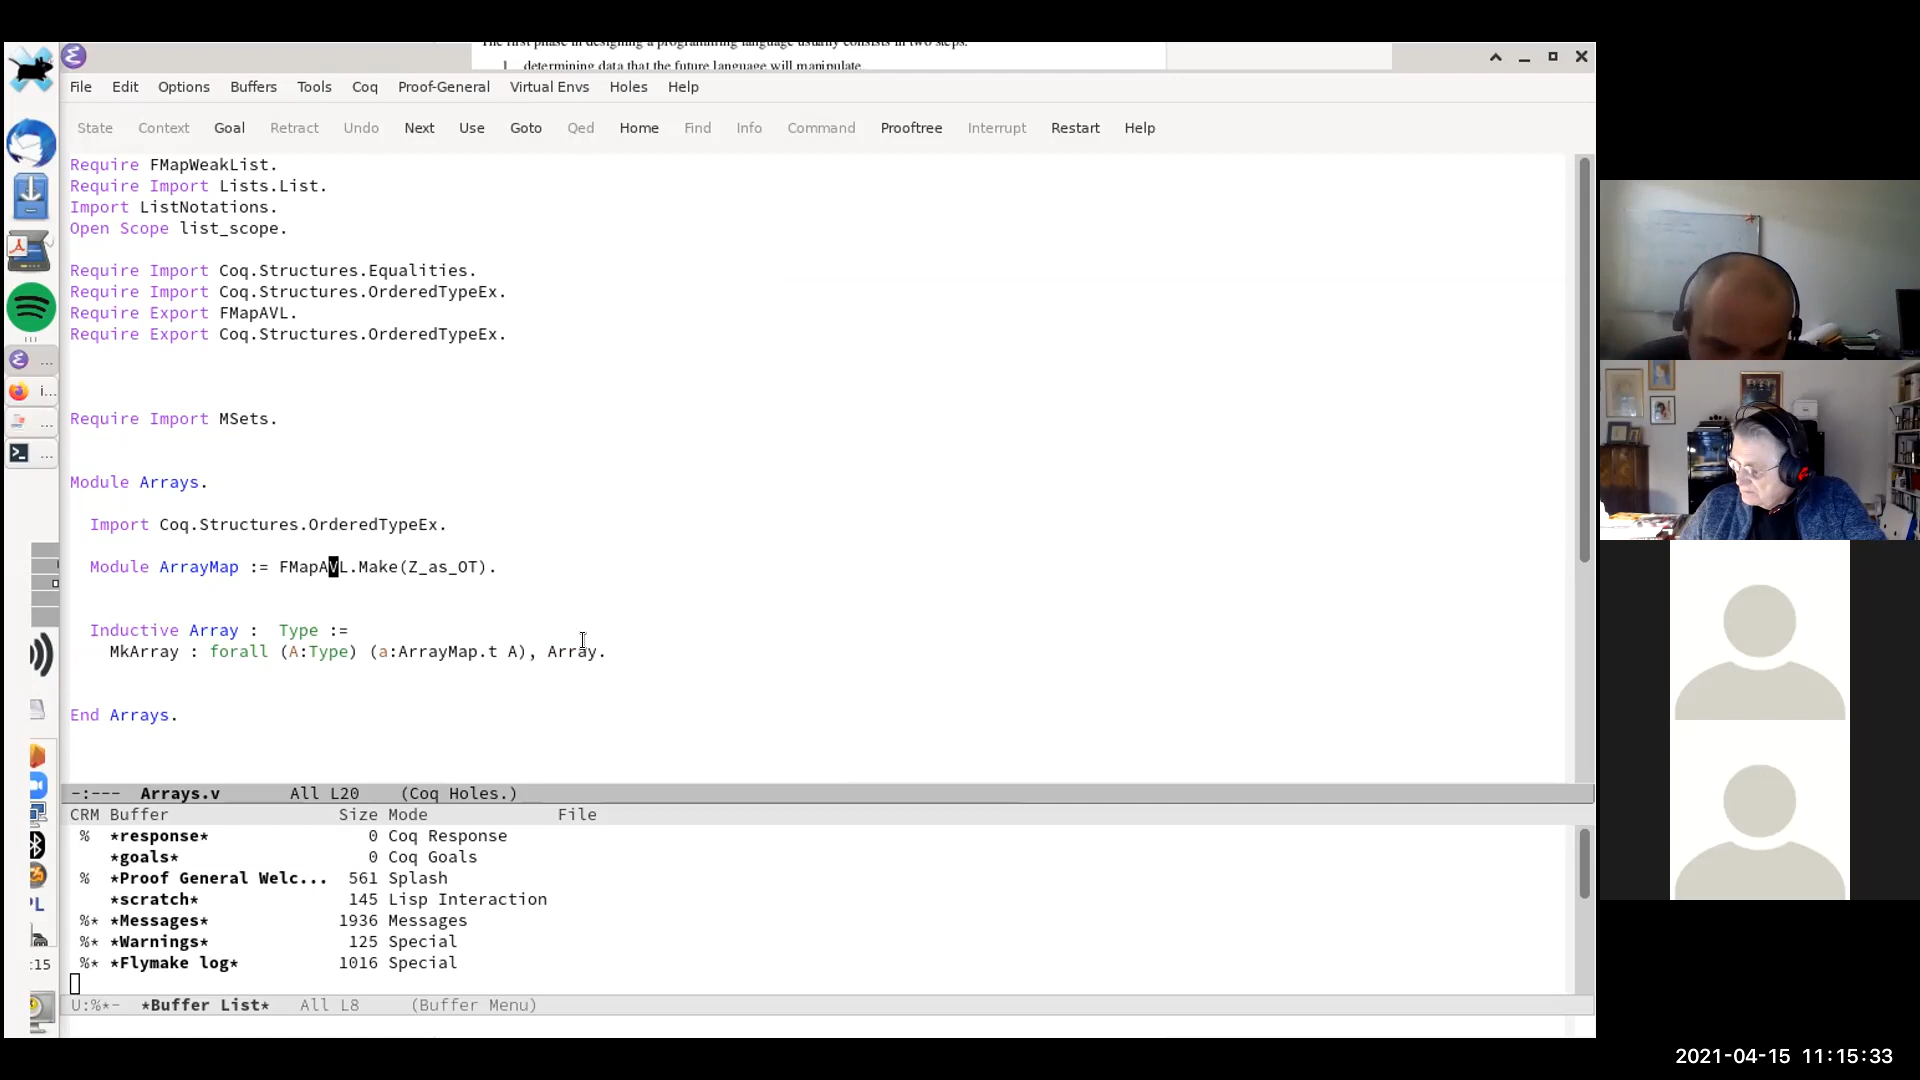 The first phase in designing a programming language usually consists in two steps.
1. determining data that the future language will manipulate
File Edit Options Buffers Tools Coq Proof-General Virtual Envs Holes Help
State Context Goal Retract Undo Next Use Goto Qed Home Find Info Command Prooftree Interrupt Restart Help
Require FMapWeakList.
Require Import Lists.List.
Import ListNotations.
Open Scope list_scope.
Require Import Coq.Structures.Equalities.
Require Import Coq.Structures.OrderedTypeEx.
Require Export FMapAVL.
Require Export Coq.Structures.OrderedTypeEx.
Require Import MSets.
Module Arrays.
Import Coq.Structures.OrderedTypeEx.
Module ArrayMap := FMapAVL.Make(Z_as_OT).
Inductive Array :  Type :=
MkArray : forall (A:Type) (a:ArrayMap.t A), Array.
End Arrays.
-:---  Arrays.v       All L20    (Coq Holes.)
CRM Buffer Size Mode File
% *response* 0 Coq Response
*goals* 0 Coq Goals
% *Proof General Welc... 561 Splash
*scratch* 145 Lisp Interaction
%* *Messages* 1936 Messages
%* *Warnings* 125 Special
%* *Flymake log* 1016 Special
U:%*-  *Buffer List*   All L8    (Buffer Menu)
i...
PL
:15
2021-04-15 11:15:33